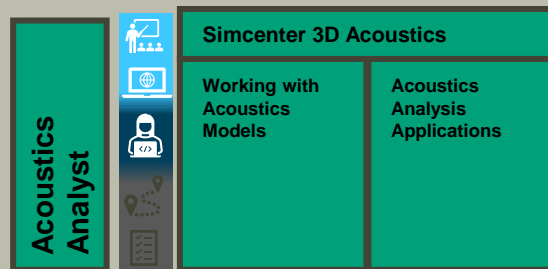 Acoustics
Analyst
Simcenter 3D Acoustics
Working with
Acoustics
Models
Acoustics
Analysis
Applications